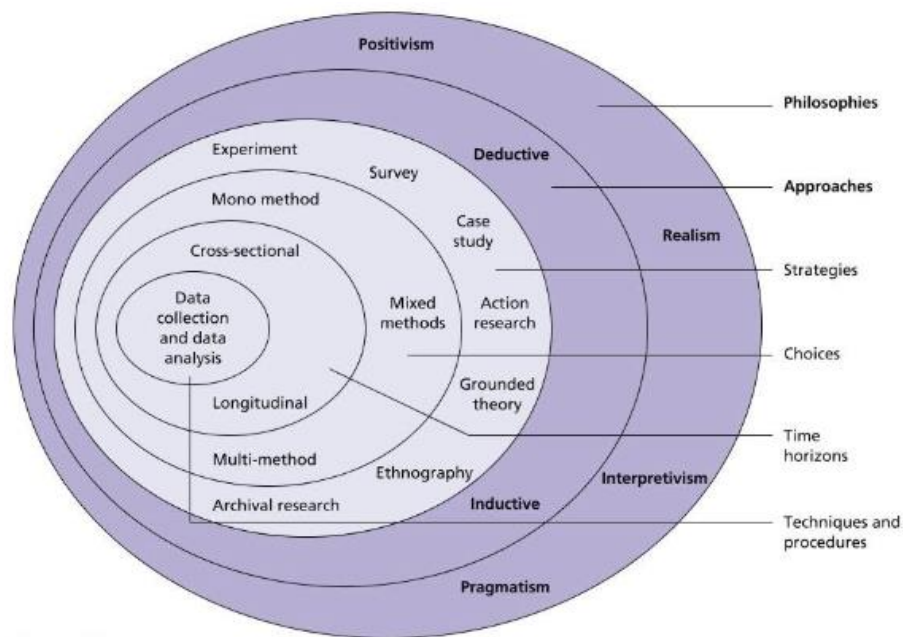 Positivism
Philosophies
Experiment
Deductive
Survey
Approaches
Mono method
Case
study
Realism
Cross-sectional
Strategies
Data
collection
and data
analysis
Mixed
methods
Action
research
Choices
Grounded
theory
Longitudinal
Time
horizons
Multi-method
Ethnography
Interpretivism
Archival research
Inductive
Techniques and
procedures
Pragmatism